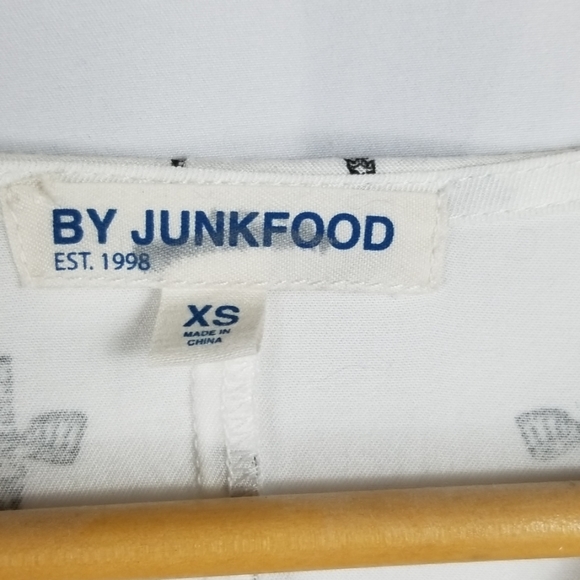 BY JUNKFOOD
EST. 1998
XS
MADE IN
CHINA